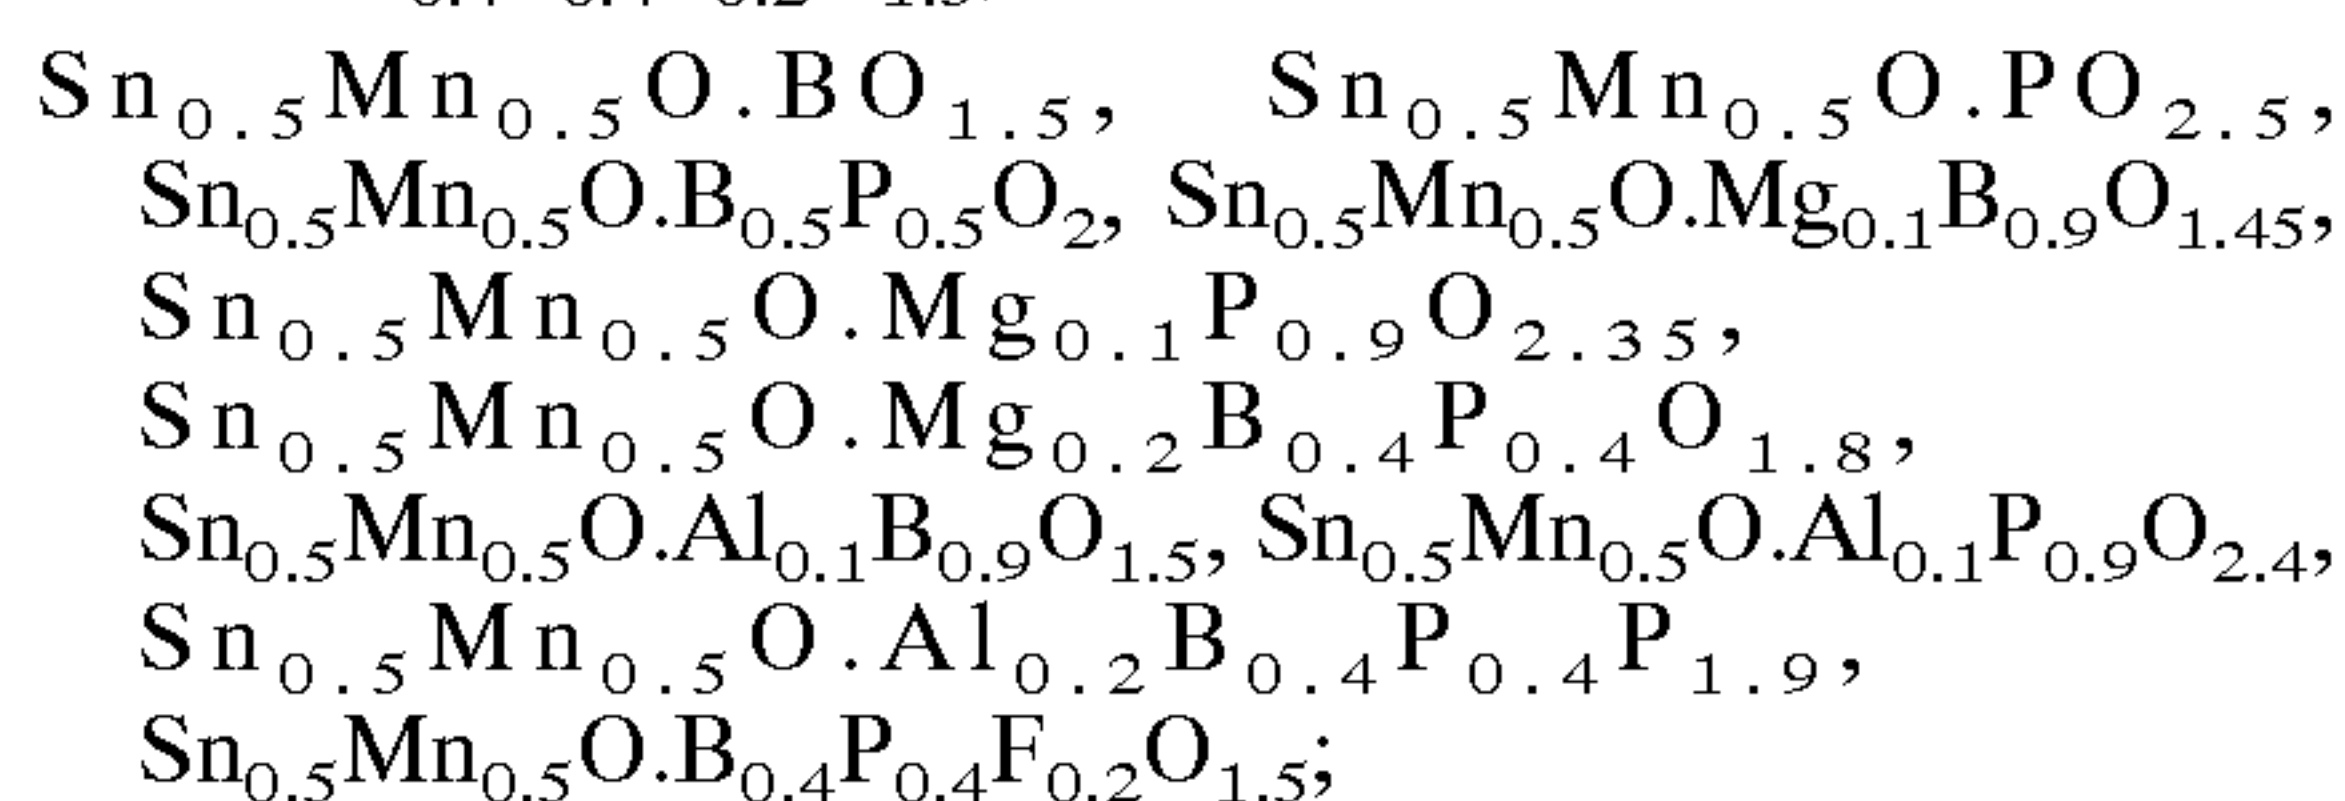 Sn0.5Mn0.5O.BO1.5, Sn0.5Mn0.5O.PO2.5,
Sn0.5Mn0.5O.B0.5P0.5O2, Sn0.5Mn0.5O.Mg0.1B0.9O1.45,
Sn0.5Mn0.5O.Mg0.1P0.9O2.35,
Sn0.5Mn0.5O.Mg0.2B0.4P0.4O1.8,
Sn0.5Mn0.5O.Al0.1B0.9O1.5, Sn0.5Mn0.5O.Al0.1P0.9O2.4,
Sn0.5Mn0.5O.Al0.2B0.4P0.4P1.9,
Sn0.5Mn0.5O.B0.4P0.4F0.2O1.5;